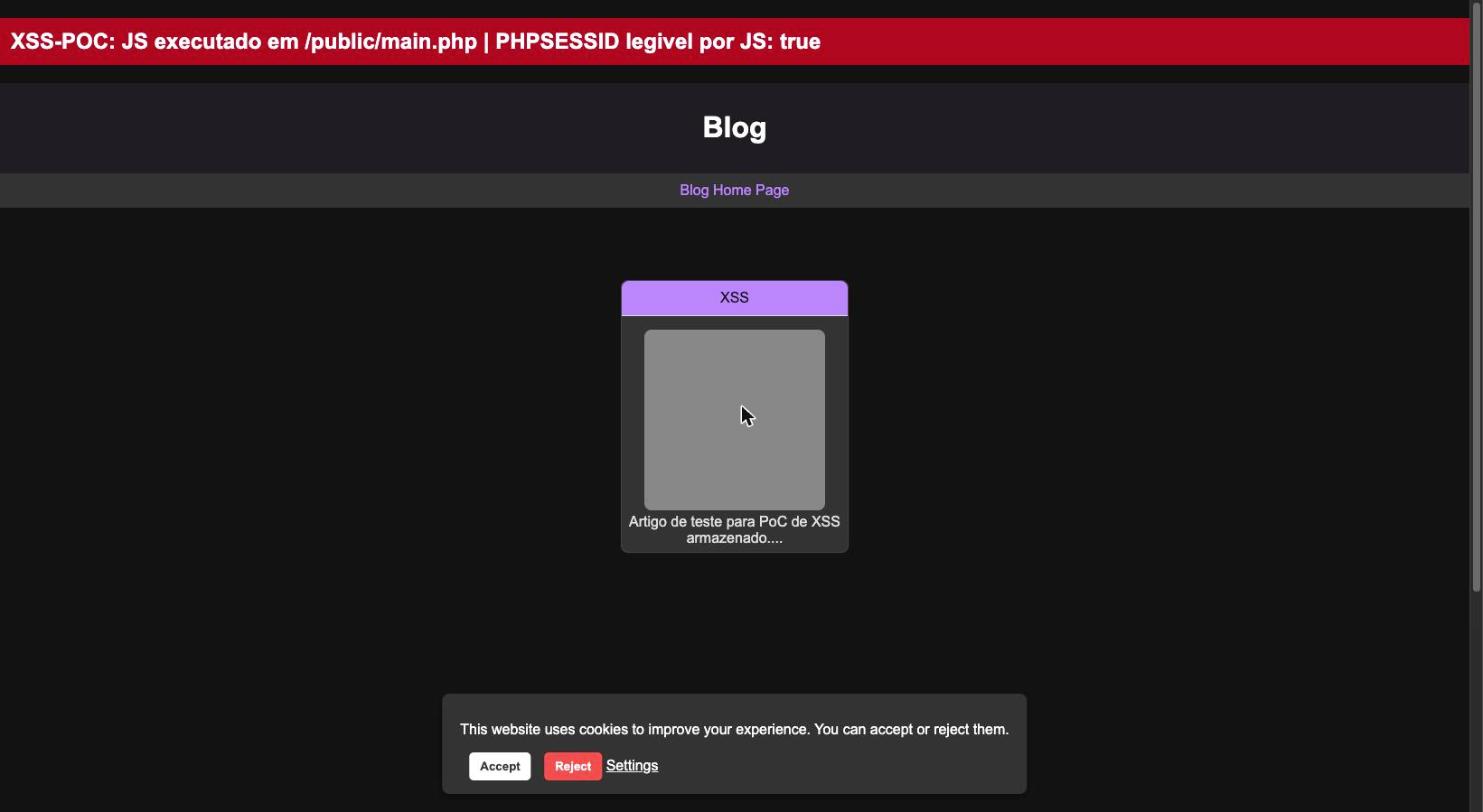 XSS-POC: JS executado em /public/main.php | PHPSESSID legivel por JS: true
Blog
Blog Home Page
XSS
Artigo de teste para PoC de XSS
armazenado....
This website uses cookies to improve your experience. You can accept or reject them.
Accept Reject Settings